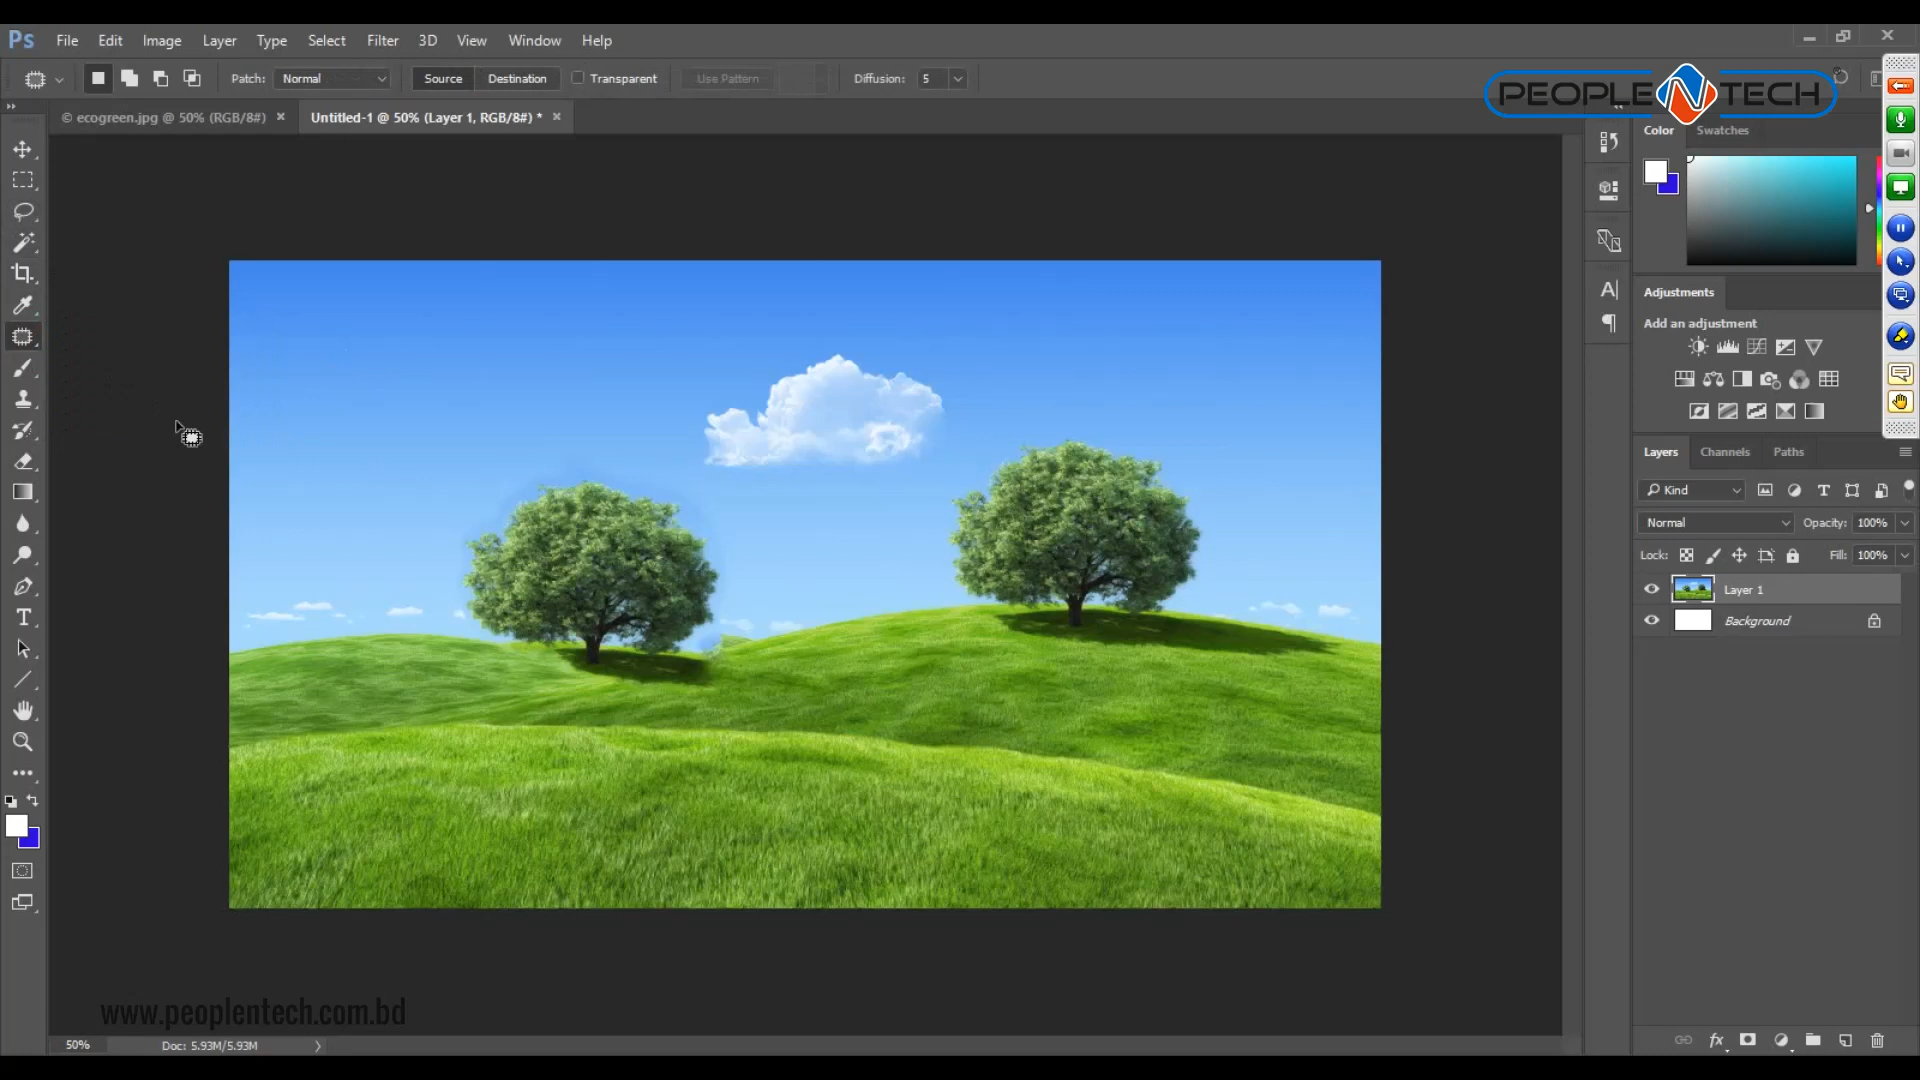 Ps File Edit Image Layer Type Select Filter 3D View Window Help
Patch: Normal Source Destination Transparent Use Pattern Diffusion: 5
PEOPLE N TECH
© ecogreen.jpg @ 50% (RGB/8#) × Untitled-1 @ 50% (Layer 1, RGB/8#) * ×
Color Swatches
Adjustments
Add an adjustment
Layers Channels Paths
Kind
Normal Opacity: 100%
Lock: Fill: 100%
Layer 1
Background
www.peoplentech.com.bd
50% Doc: 5.93M/5.93M